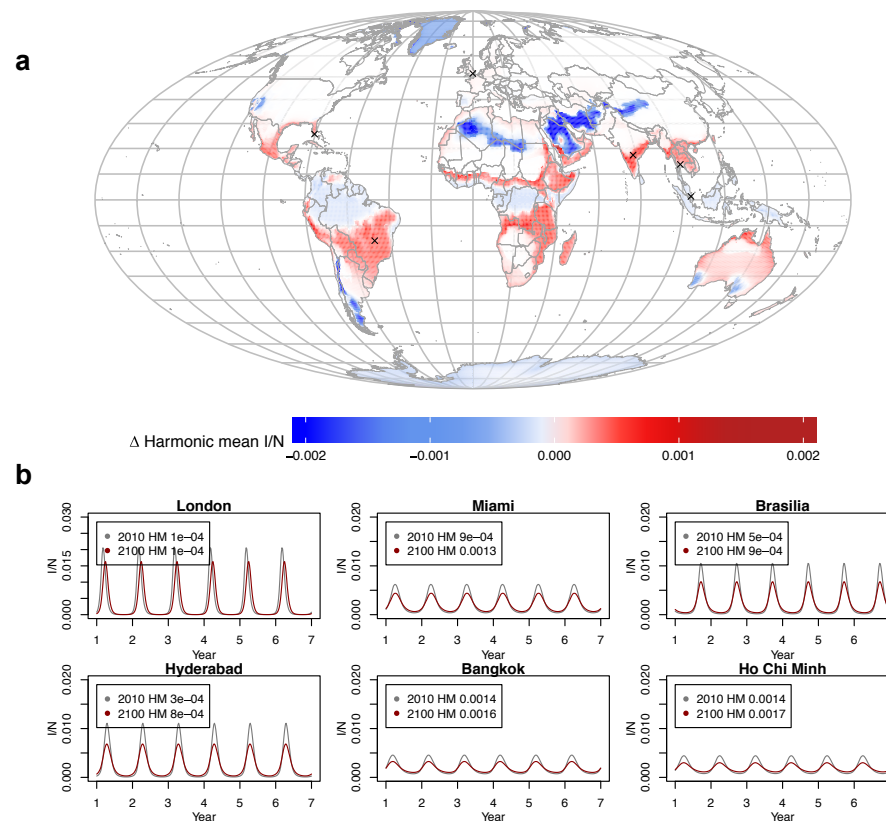 a
Δ Harmonic mean I/N
−0.002 −0.001 0.000 0.001 0.002
b
London
I/N
0.000 0.015 0.030
2010 HM 1e−04
2100 HM 1e−04
1 2 3 4 5 6 7
Year
Miami
I/N
0.000 0.010 0.020
2010 HM 9e−04
2100 HM 0.0013
1 2 3 4 5 6 7
Year
Brasilia
I/N
0.000 0.010 0.020
2010 HM 5e−04
2100 HM 9e−04
1 2 3 4 5 6
Year
Hyderabad
I/N
0.000 0.010 0.020
2010 HM 3e−04
2100 HM 8e−04
1 2 3 4 5 6 7
Year
Bangkok
I/N
0.000 0.010 0.020
2010 HM 0.0014
2100 HM 0.0016
1 2 3 4 5 6 7
Year
Ho Chi Minh
I/N
0.000 0.010 0.020
2010 HM 0.0014
2100 HM 0.0017
1 2 3 4 5 6
Year